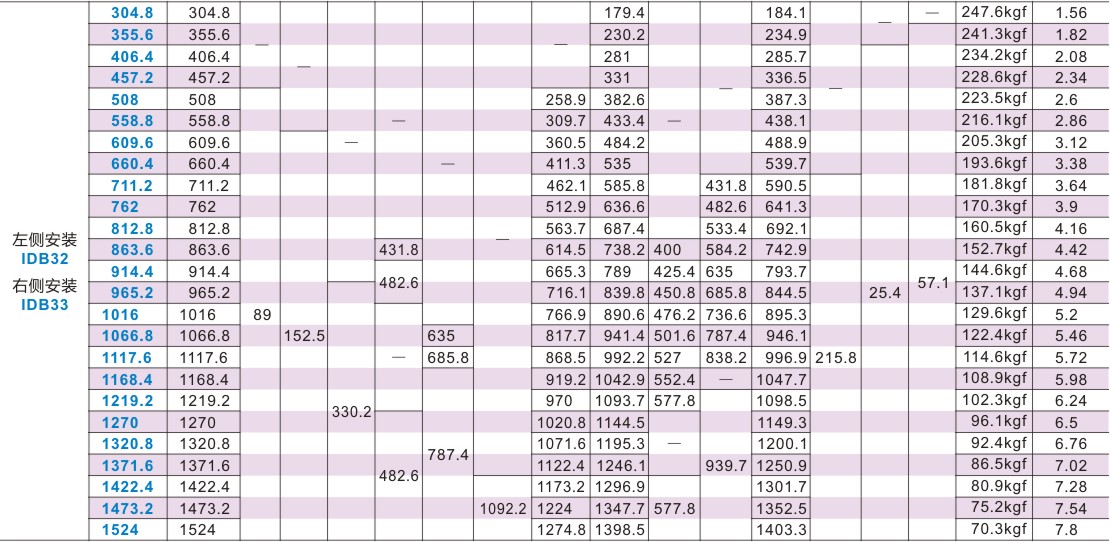 304.8 304.8 179.4 184.1 — — 247.6kgf 1.56
355.6 355.6 — — 230.2 234.9 241.3kgf 1.82
406.4 406.4 — 281 285.7 234.2kgf 2.08
457.2 457.2 331 — 336.5 — 228.6kgf 2.34
508 508 258.9 382.6 387.3 223.5kgf 2.6
558.8 558.8 — 309.7 433.4 — 438.1 216.1kgf 2.86
609.6 609.6 — 360.5 484.2 488.9 205.3kgf 3.12
660.4 660.4 — 411.3 535 539.7 193.6kgf 3.38
711.2 711.2 462.1 585.8 431.8 590.5 181.8kgf 3.64
762 762 512.9 636.6 482.6 641.3 170.3kgf 3.9
812.8 812.8 — 563.7 687.4 533.4 692.1 160.5kgf 4.16
左侧安装
863.6 863.6 431.8 614.5 738.2 400 584.2 742.9 152.7kgf 4.42
IDB32
914.4 914.4 482.6 665.3 789 425.4 635 793.7 57.1 144.6kgf 4.68
右侧安装
965.2 965.2 716.1 839.8 450.8 685.8 844.5 25.4 137.1kgf 4.94
IDB33
1016 1016 89 766.9 890.6 476.2 736.6 895.3 129.6kgf 5.2
1066.8 1066.8 152.5 635 817.7 941.4 501.6 787.4 946.1 122.4kgf 5.46
1117.6 1117.6 — 685.8 868.5 992.2 527 838.2 996.9 215.8 114.6kgf 5.72
1168.4 1168.4 919.2 1042.9 552.4 — 1047.7 108.9kgf 5.98
1219.2 1219.2 330.2 970 1093.7 577.8 1098.5 102.3kgf 6.24
1270 1270 1020.8 1144.5 1149.3 96.1kgf 6.5
1320.8 1320.8 787.4 1071.6 1195.3 — 1200.1 92.4kgf 6.76
1371.6 1371.6 482.6 1122.4 1246.1 939.7 1250.9 86.5kgf 7.02
1422.4 1422.4 1173.2 1296.9 1301.7 80.9kgf 7.28
1473.2 1473.2 1092.2 1224 1347.7 577.8 1352.5 75.2kgf 7.54
1524 1524 1274.8 1398.5 1403.3 70.3kgf 7.8